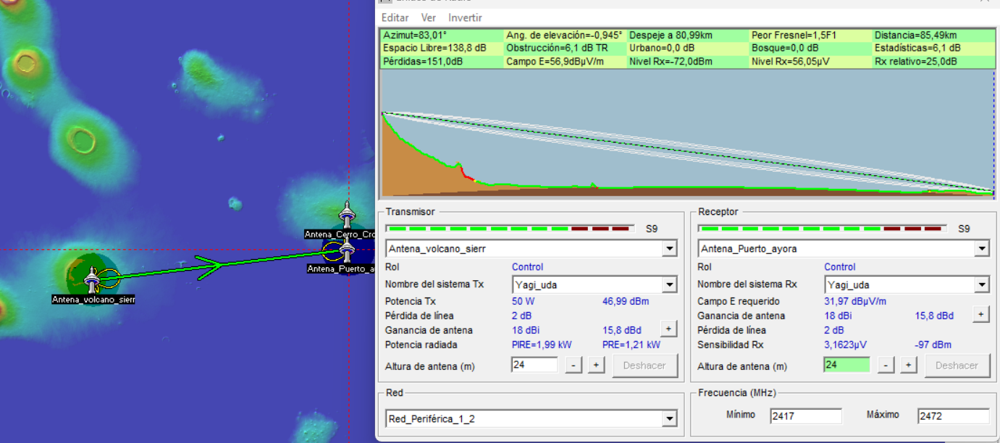 Enlace de Radio
Editar Ver Invertir
Azimut=83,01° Ang. de elevación=-0,945° Despeje a 80,99km Peor Fresnel=1,5F1 Distancia=85,49km
Espacio Libre=138,8 dB Obstrucción=6,1 dB TR Urbano=0,0 dB Bosque=0,0 dB Estadísticas=6,1 dB
Pérdidas=151,0dB Campo E=56,9dBµV/m Nivel Rx=-72,0dBm Nivel Rx=56,05µV Rx relativo=25,0dB
Antena_Cerro_Cro
Antena_Puerto_a
Antena_volcano_sierr
Transmisor
S9
Antena_volcano_sierr
Rol Control
Nombre del sistema Tx Yagi_uda
Potencia Tx 50 W 46,99 dBm
Pérdida de línea 2 dB
Ganancia de antena 18 dBi 15,8 dBd +
Potencia radiada PIRE=1,99 kW PRE=1,21 kW
Altura de antena (m) 24 - + Deshacer
Red
Red_Periférica_1_2
Receptor
S9
Antena_Puerto_ayora
Rol Control
Nombre del sistema Rx Yagi_uda
Campo E requerido 31,97 dBµV/m
Ganancia de antena 18 dBi 15,8 dBd +
Pérdida de línea 2 dB
Sensibilidad Rx 3,1623µV -97 dBm
Altura de antena (m) 24 - + Deshacer
Frecuencia (MHz)
Mínimo 2417 Máximo 2472